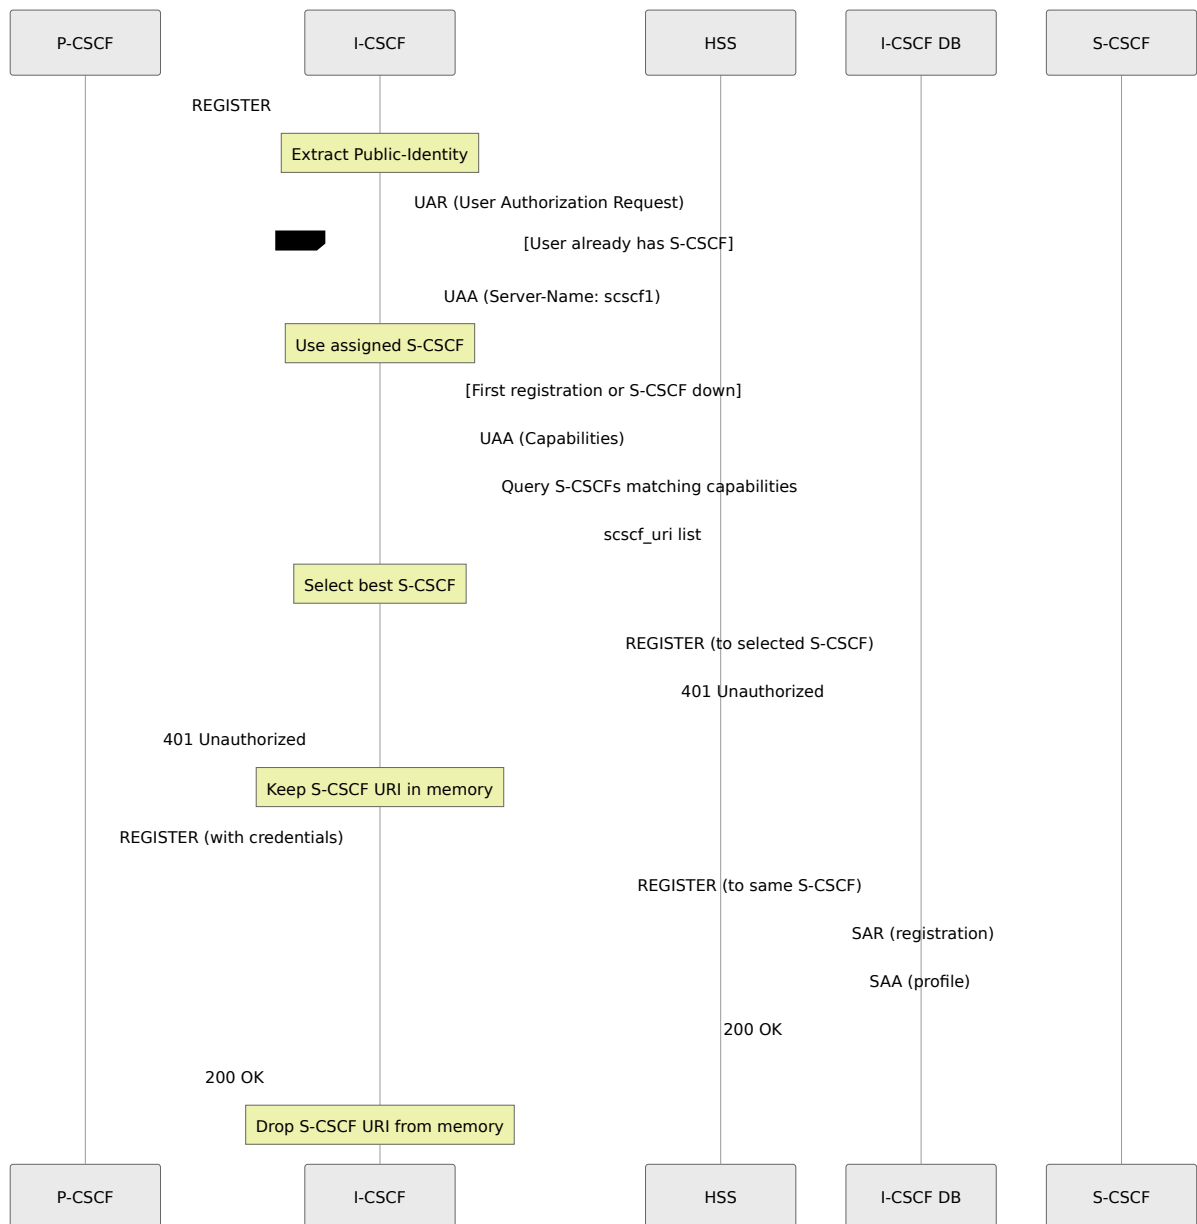 P-CSCF
I-CSCF
HSS
I-CSCF DB
S-CSCF
REGISTER
Extract Public-Identity
UAR (User Authorization Request)
[User already has S-CSCF]
UAA (Server-Name: scscf1)
Use assigned S-CSCF
[First registration or S-CSCF down]
UAA (Capabilities)
Query S-CSCFs matching capabilities
scscf_uri list
Select best S-CSCF
REGISTER (to selected S-CSCF)
401 Unauthorized
401 Unauthorized
Keep S-CSCF URI in memory
REGISTER (with credentials)
REGISTER (to same S-CSCF)
SAR (registration)
SAA (profile)
200 OK
200 OK
Drop S-CSCF URI from memory
P-CSCF
I-CSCF
HSS
I-CSCF DB
S-CSCF